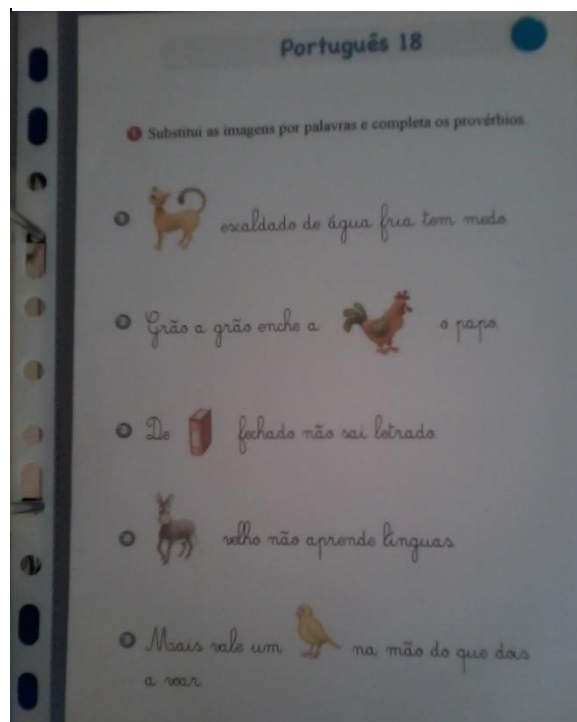 Português 18
1 Substitui as imagens por palavras e completa os provérbios.
escaldado de água fria tem medo.
Grão a grão enche a o papo.
De fechado não sai letrado.
velho não aprende línguas.
Mais vale um na mão do que dois
a voar.